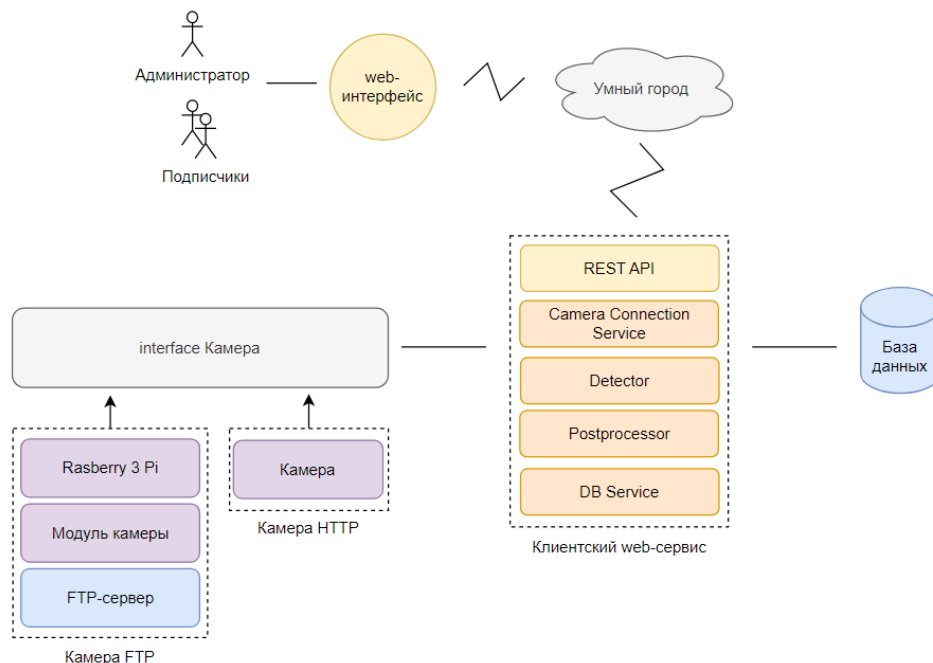 Администратор
Подписчики
web-
интерфейс
Умный город
REST API
Camera Connection
Service
Detector
Postprocessor
DB Service
Клиентский web-сервис
База
данных
interface Камера
Rasberry 3 Pi
Модуль камеры
FTP-сервер
Камера FTP
Камера
Камера HTTP